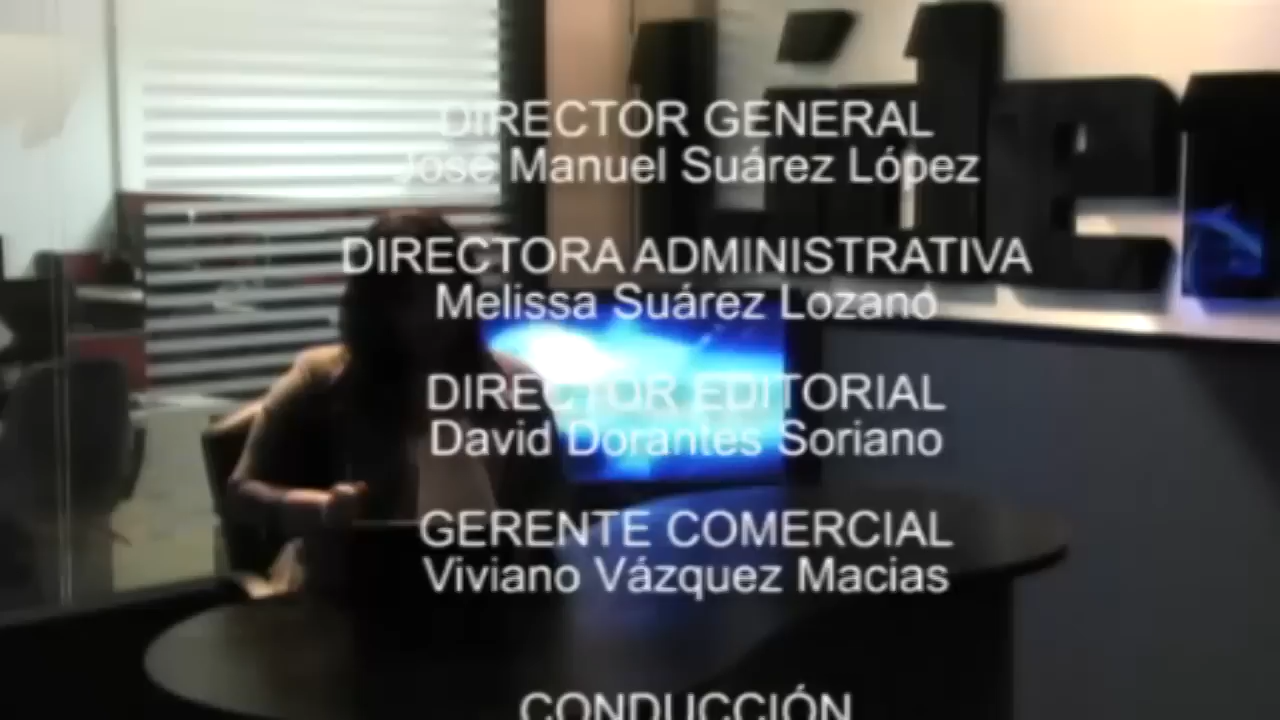 DIRECTOR GENERAL
José Manuel Suárez López
DIRECTORA ADMINISTRATIVA
Melissa Suárez Lozano
DIRECTOR EDITORIAL
David Dorantes Soriano
GERENTE COMERCIAL
Viviano Vázquez Macias
CONDUCCIÓN